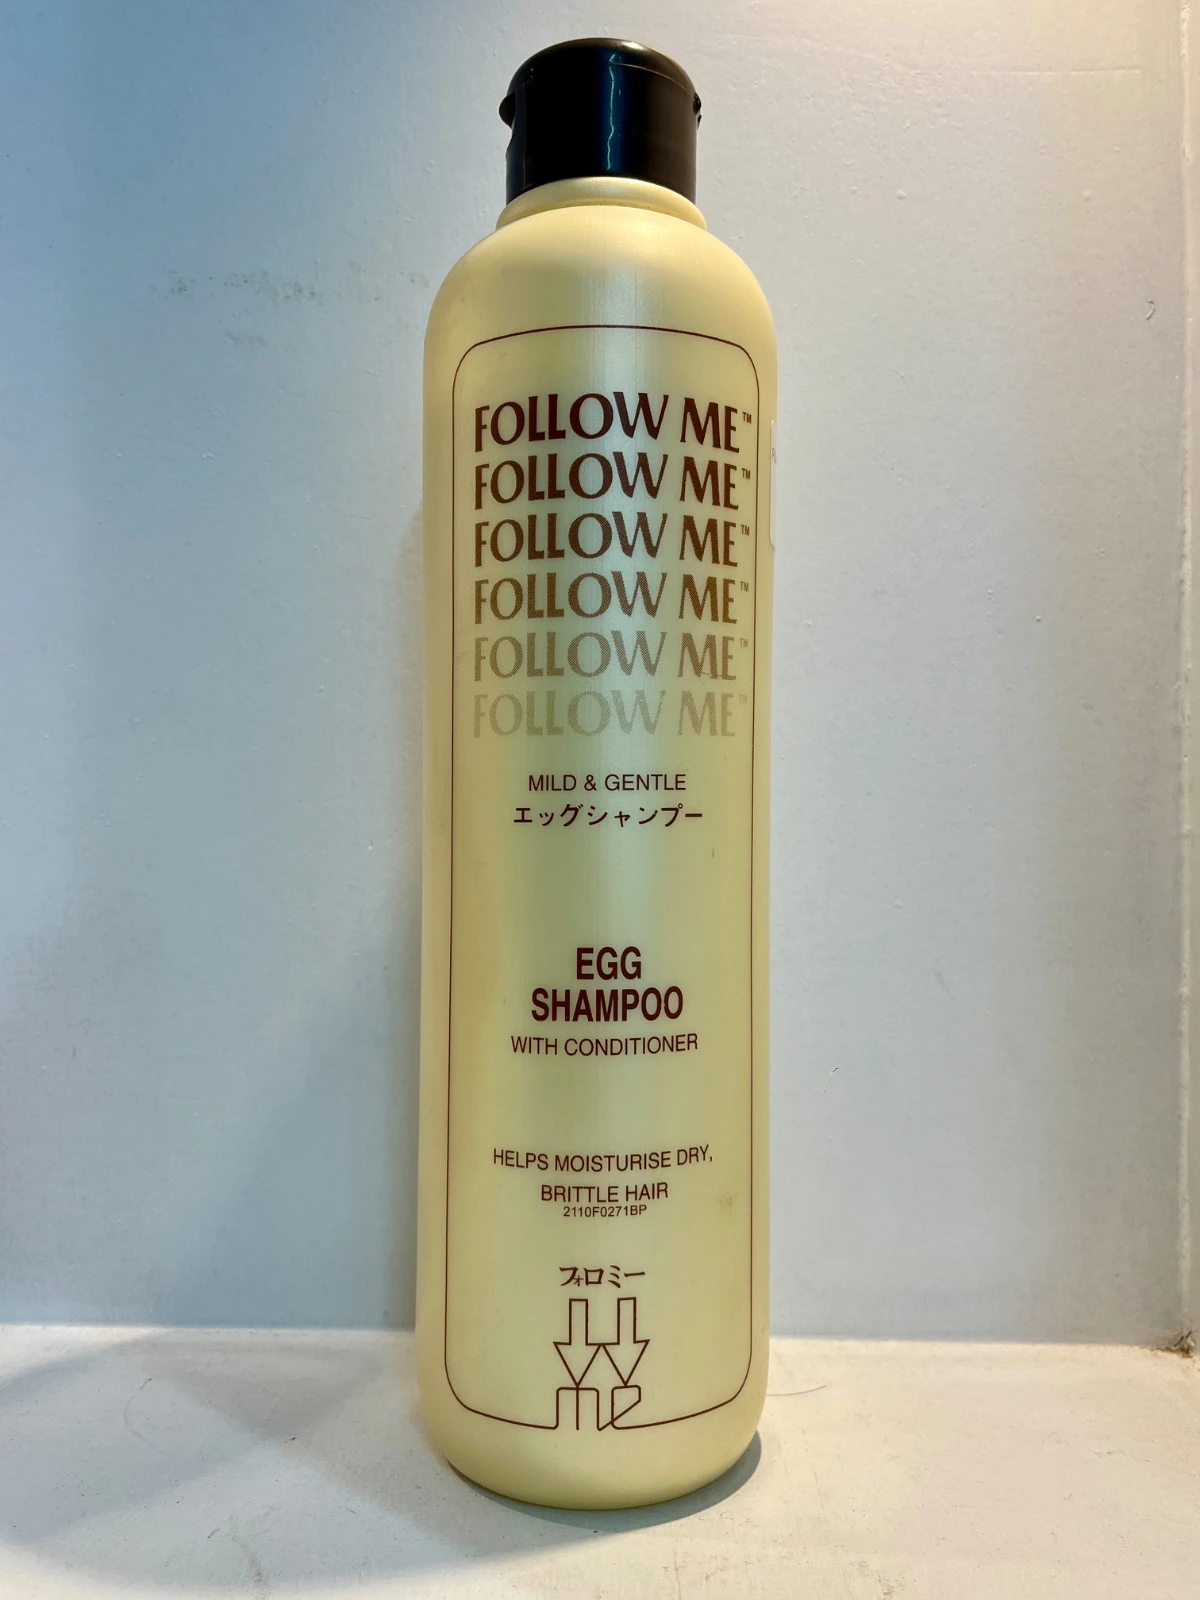 FOLLOW ME™
FOLLOW ME™
FOLLOW ME™
FOLLOW ME™
FOLLOW ME™
FOLLOW ME™
MILD & GENTLE
エッグシャンプー
EGG
SHAMPOO
WITH CONDITIONER
HELPS MOISTURISE DRY,
BRITTLE HAIR
2110F0271BP
フォロミー
me